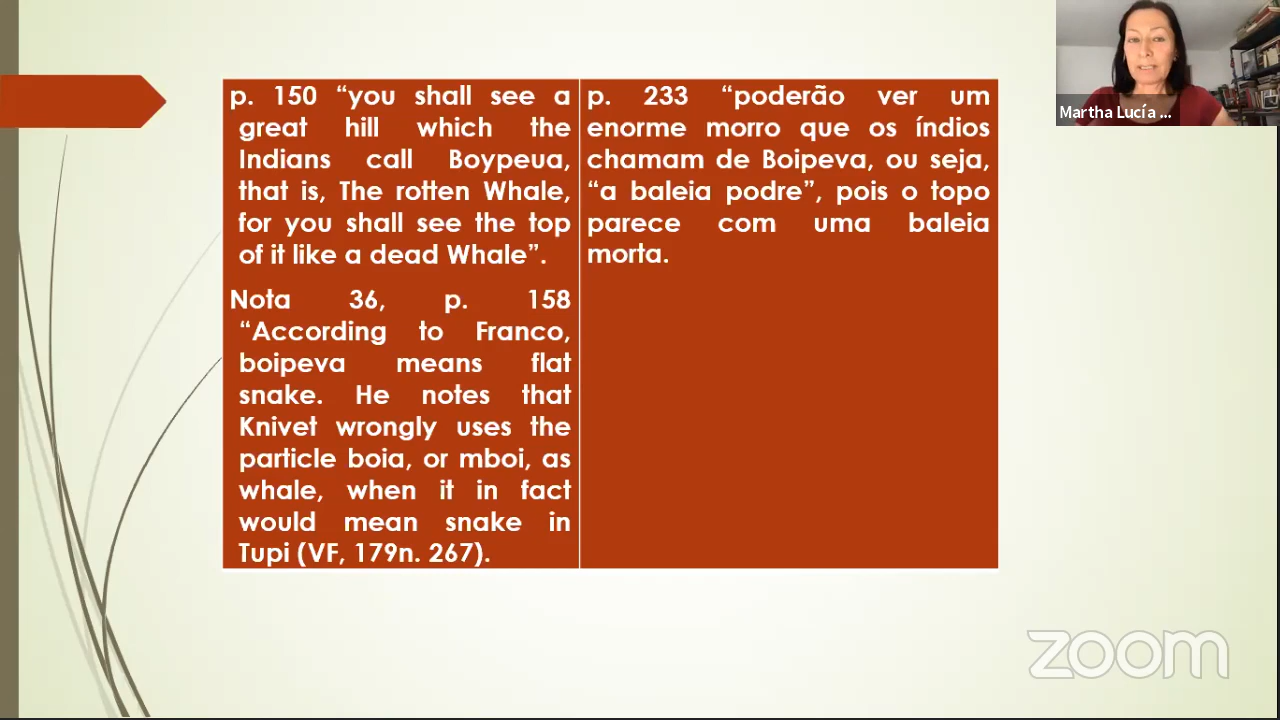 p. 150 “you shall see a
great hill which the
Indians call Boypeua,
that is, The rotten Whale,
for you shall see the top
of it like a dead Whale”.
Nota 36, p. 158
“According to Franco,
boipeva means flat
snake. He notes that
Knivet wrongly uses the
particle boia, or mboi, as
whale, when it in fact
would mean snake in
Tupi (VF, 179n. 267).
p. 233 “poderão ver um
enorme morro que os índios
chamam de Boipeva, ou seja,
“a baleia podre”, pois o topo
parece com uma baleia
morta.
Martha Lucía ...
zoom